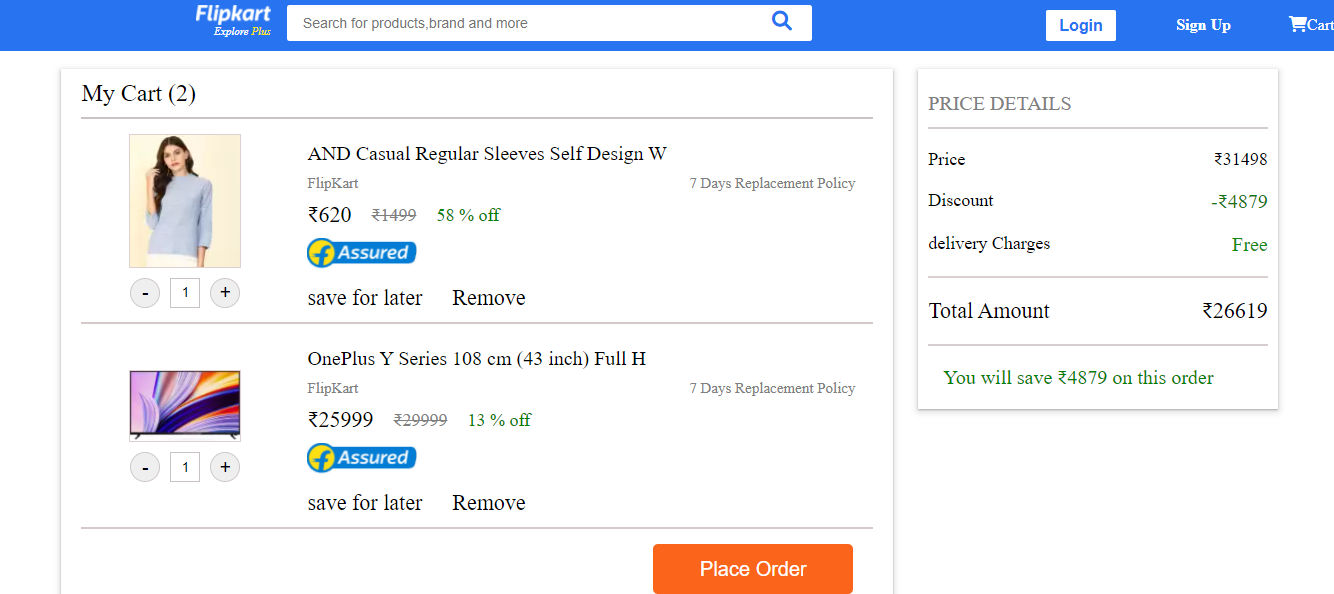 Flipkart
Explore Plus
Search for products,brand and more
Login
Sign Up
Cart
My Cart (2)
AND Casual Regular Sleeves Self Design W
FlipKart
7 Days Replacement Policy
₹620 ₹1499 58 % off
f Assured
- 1 +
save for later Remove
OnePlus Y Series 108 cm (43 inch) Full H
FlipKart
7 Days Replacement Policy
₹25999 ₹29999 13 % off
f Assured
- 1 +
save for later Remove
Place Order
PRICE DETAILS
Price ₹31498
Discount -₹4879
delivery Charges Free
Total Amount ₹26619
You will save ₹4879 on this order